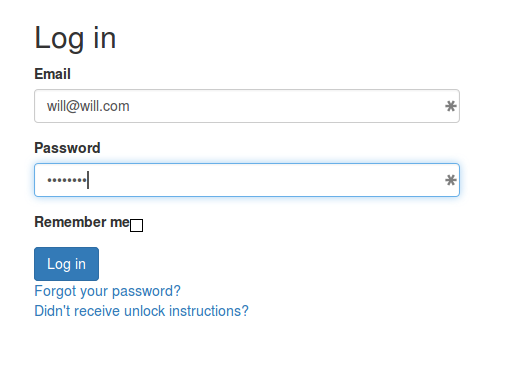 Log in
Email
will@will.com
Password
••••••••
Remember me
Log in
Forgot your password?
Didn't receive unlock instructions?